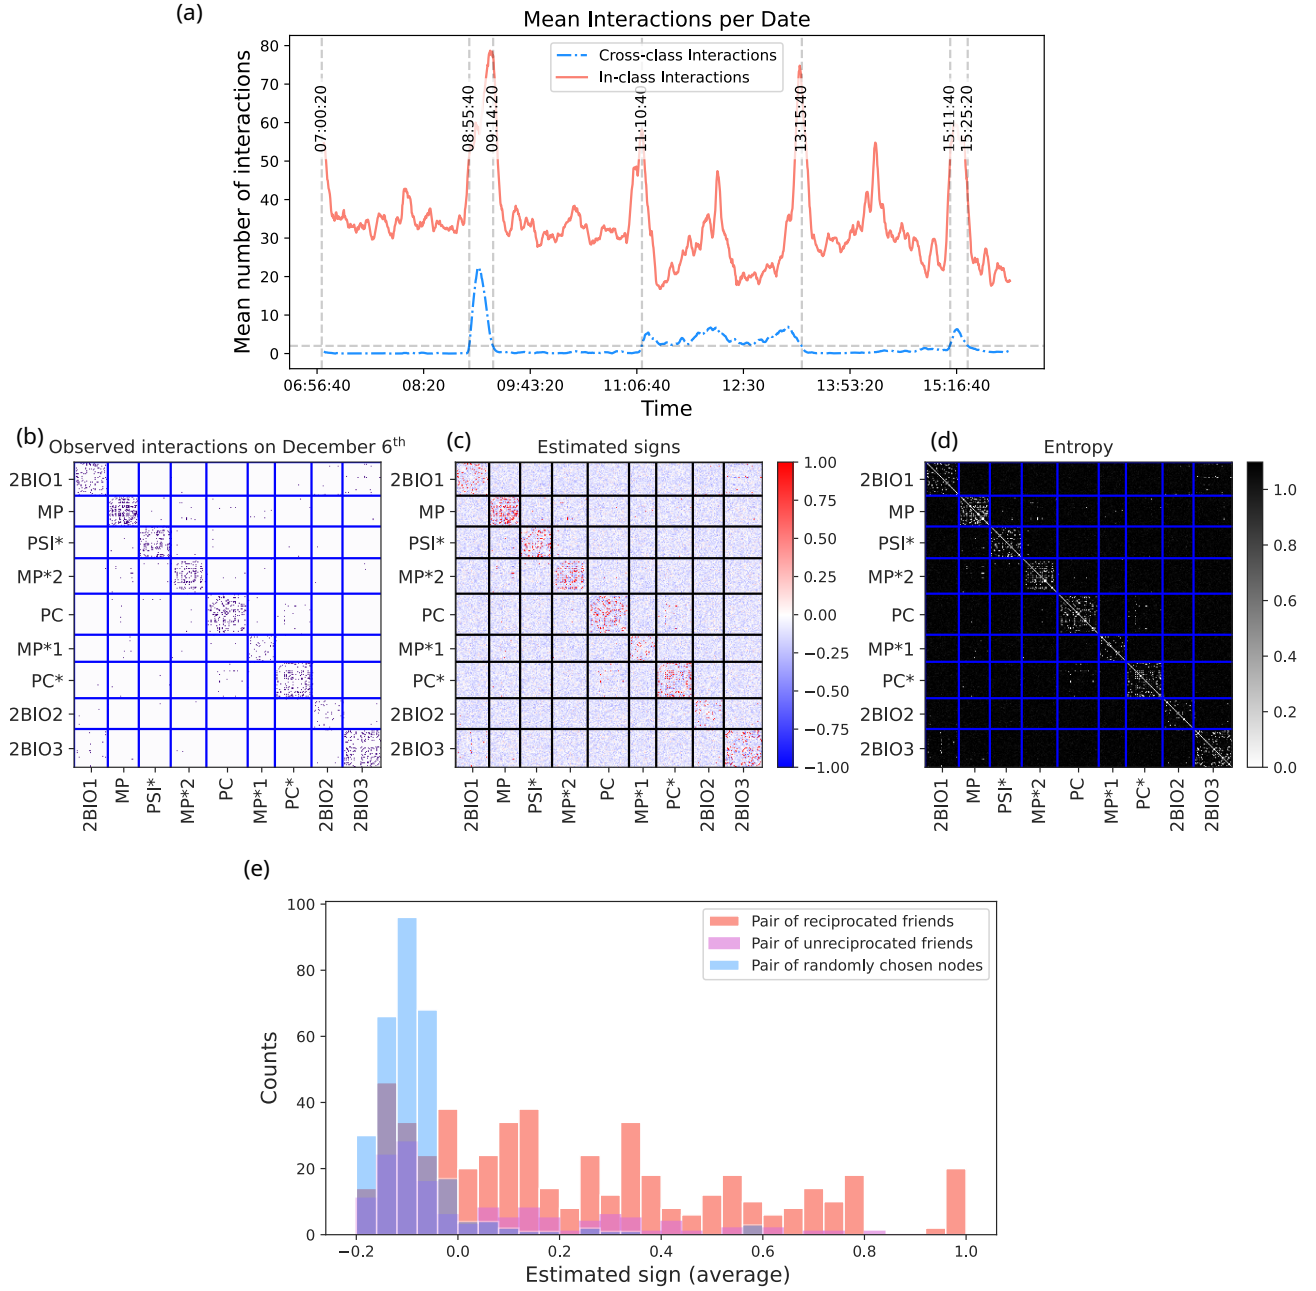 (a)
Mean Interactions per Date
Cross-class Interactions
In-class Interactions
80
70
60
50
40
30
20
10
0
Mean number of interactions
07:00:20
08:55:40
09:14:20
11:10:40
13:15:40
15:11:40
15:25:20
06:56:40
08:20
09:43:20
11:06:40
12:30
13:53:20
15:16:40
Time
(b)
Observed interactions on December 6th
2BIO1
MP
PSI*
MP*2
PC
MP*1
PC*
2BIO2
2BIO3
2BIO1
MP
PSI*
MP*2
PC
MP*1
PC*
2BIO2
2BIO3
(c)
Estimated signs
2BIO1
MP
PSI*
MP*2
PC
MP*1
PC*
2BIO2
2BIO3
2BIO1
MP
PSI*
MP*2
PC
MP*1
PC*
2BIO2
2BIO3
1.00
0.75
0.50
0.25
0.00
−0.25
−0.50
−0.75
−1.00
(d)
Entropy
2BIO1
MP
PSI*
MP*2
PC
MP*1
PC*
2BIO2
2BIO3
2BIO1
MP
PSI*
MP*2
PC
MP*1
PC*
2BIO2
2BIO3
1.0
0.8
0.6
0.4
0.2
0.0
(e)
Pair of reciprocated friends
Pair of unreciprocated friends
Pair of randomly chosen nodes
100
80
60
40
20
0
Counts
−0.2
0.0
0.2
0.4
0.6
0.8
1.0
Estimated sign (average)